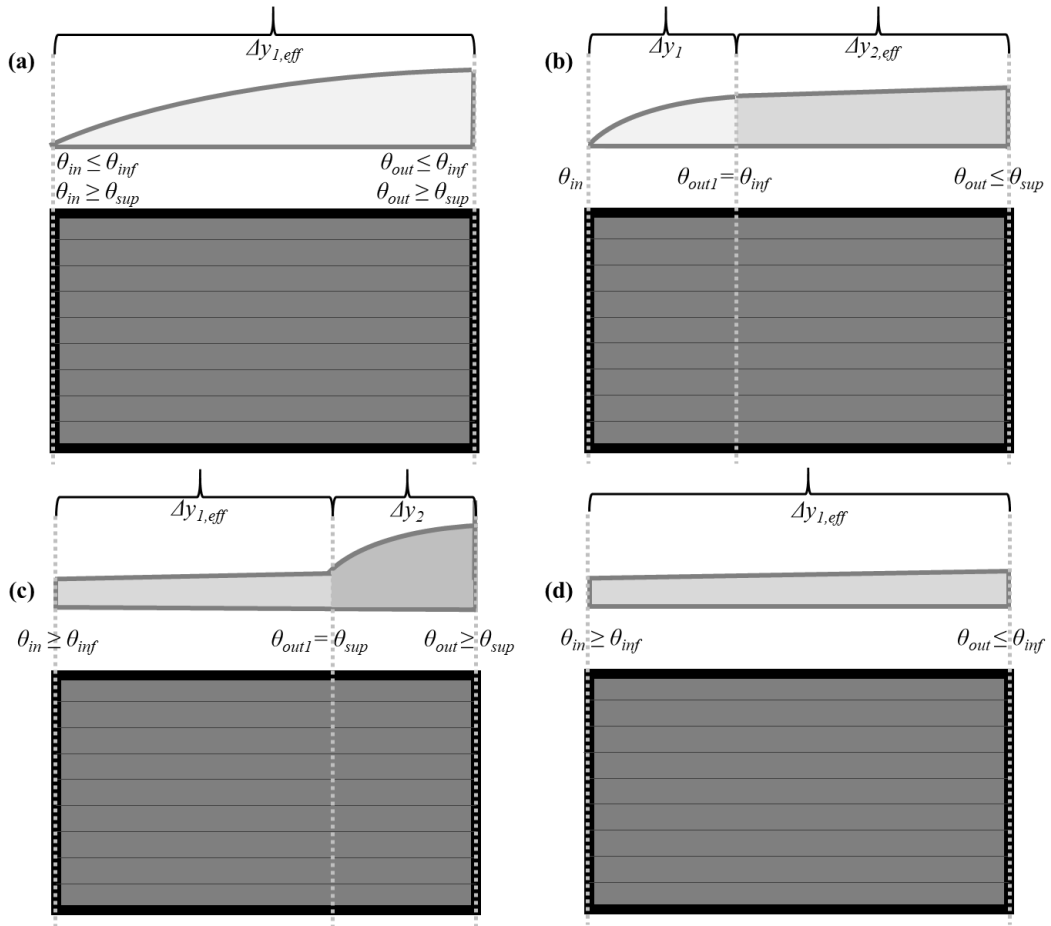 Δy1,eff
(a)
θin ≤ θinf
θin ≥ θsup
θout ≤ θinf
θout ≥ θsup
Δy1
Δy2,eff
(b)
θin
θout1 = θinf
θout ≤ θsup
Δy1,eff
Δy2
(c)
θin ≥ θinf
θout1 = θsup
θout ≥ θsup
Δy1,eff
(d)
θin ≥ θinf
θout ≤ θinf